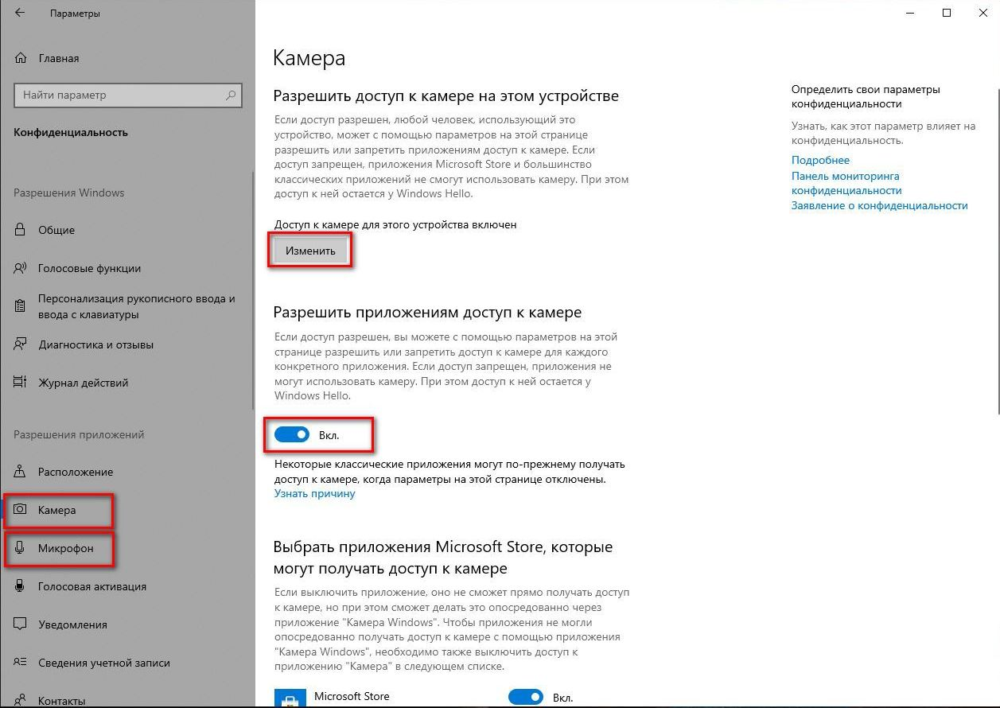 Параметры
Главная
Найти параметр
Конфиденциальность
Разрешения Windows
Общие
Голосовые функции
Персонализация рукописного ввода и
ввода с клавиатуры
Диагностика и отзывы
Журнал действий
Разрешения приложений
Расположение
Камера
Микрофон
Голосовая активация
Уведомления
Сведения учетной записи
Контакты
Камера
Разрешить доступ к камере на этом устройстве
Если доступ разрешен, любой человек, использующий это
устройство, может с помощью параметров на этой странице
разрешить или запретить приложениям доступ к камере. Если
доступ запрещен, приложения Microsoft Store и большинство
классических приложений не смогут использовать камеру. При этом
доступ к ней остается у Windows Hello.
Доступ к камере для этого устройства включен
Изменить
Разрешить приложениям доступ к камере
Если доступ разрешен, вы можете с помощью параметров на этой
странице разрешить или запретить доступ к камере для каждого
конкретного приложения. Если доступ запрещен, приложения не
могут использовать камеру. При этом доступ к ней остается у
Windows Hello.
Вкл.
Некоторые классические приложения могут по-прежнему получать
доступ к камере, когда параметры на этой странице отключены.
Узнать причину
Выбрать приложения Microsoft Store, которые
могут получать доступ к камере
Если выключить приложение, оно не сможет прямо получать доступ
к камере, но при этом сможет делать это опосредованно через
приложение "Камера Windows". Чтобы приложения не могли
опосредованно получать доступ к камере с помощью приложения
"Камера Windows", необходимо также выключить доступ к
приложению "Камера" в следующем списке.
Microsoft Store
Вкл.
Определить свои параметры
конфиденциальности
Узнать, как этот параметр влияет на
конфиденциальность.
Подробнее
Панель мониторинга
конфиденциальности
Заявление о конфиденциальности